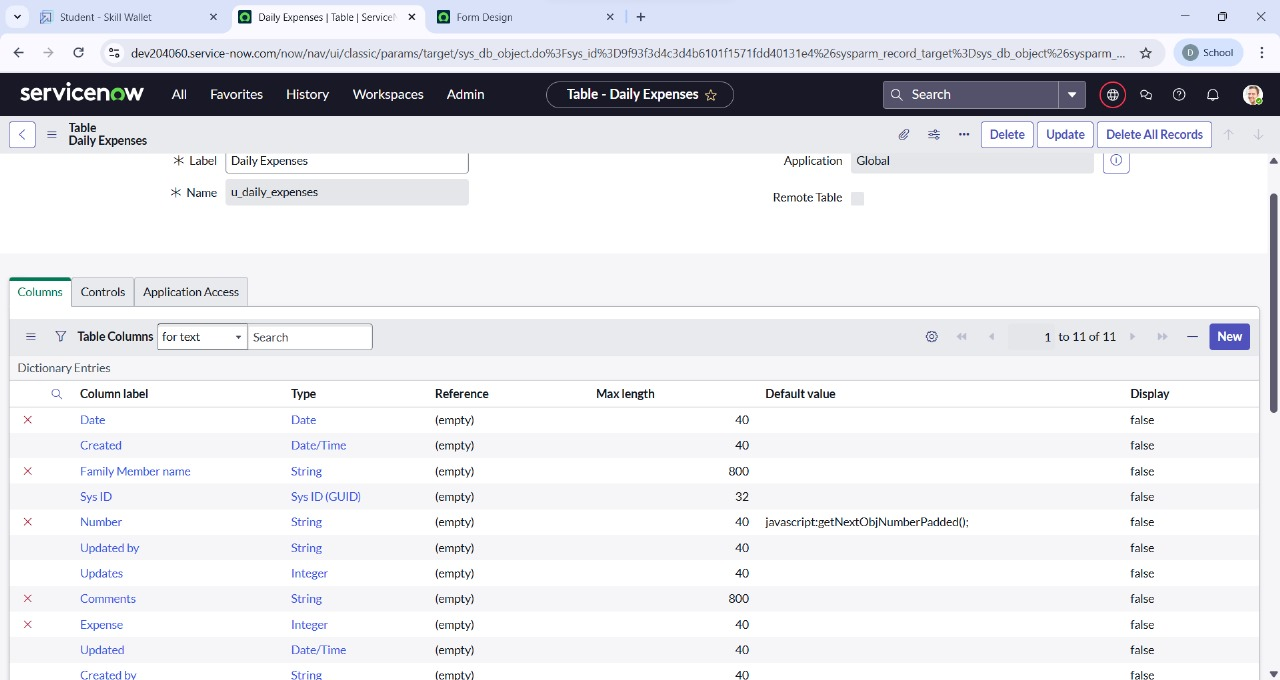 Student - Skill Wallet
Daily Expenses | Table | ServiceN
Form Design
dev204060.service-now.com/now/nav/ui/classic/params/target/sys_db_object.do%3Fsys_id%3D9f93f3d4c3d4b6101f1571fdd40131e4%26sysparm_record_target%3Dsys_db_object%26sysparm_...
D School
servicenow All Favorites History Workspaces Admin Table - Daily Expenses Search
Table
Daily Expenses
Delete Update Delete All Records
Label Daily Expenses Application Global
Name u_daily_expenses Remote Table
Columns Controls Application Access
Table Columns for text Search 1 to 11 of 11 New
Dictionary Entries
Column label Type Reference Max length Default value Display
Date Date (empty) 40 false
Created Date/Time (empty) 40 false
Family Member name String (empty) 800 false
Sys ID Sys ID (GUID) (empty) 32 false
Number String (empty) 40 javascript:getNextObjNumberPadded(); false
Updated by String (empty) 40 false
Updates Integer (empty) 40 false
Comments String (empty) 800 false
Expense Integer (empty) 40 false
Updated Date/Time (empty) 40 false
Created by String (empty) 40 false